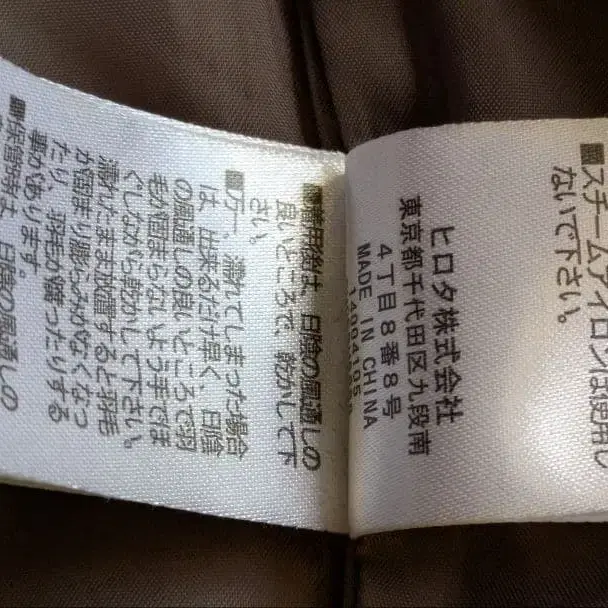 ■スチームアイロンは使用し
ないで下さい。
ヒロタ株式会社
東京都千代田区九段南
4丁目8番8号
MADE IN CHINA
14004105
■着用後は、日陰の風通しの
良いところで、乾かして下
さい。
■万一、濡れてしまった場合
は、出来るだけ早く、日陰
の風通しの良いところで羽
毛が固まらないよう手でほ
ぐしながら乾かして下さい。
濡れたまま放置すると羽毛
が固まり膨らみがなくなっ
たり、羽毛が腐ったりする
事があります。
■保管時は、日陰の風通しの